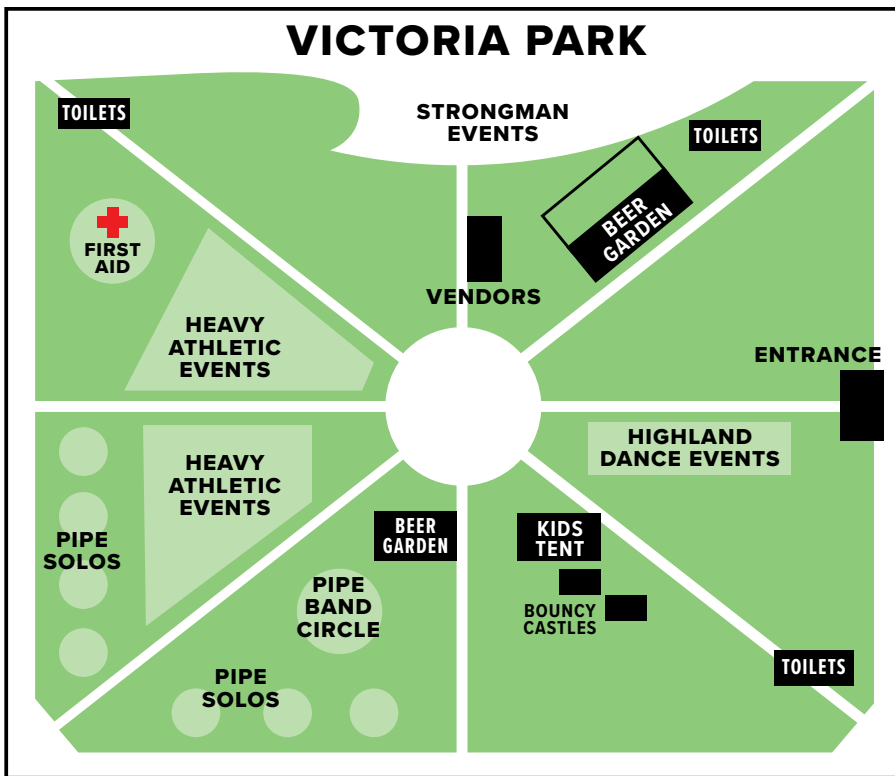 VICTORIA PARK
TOILETS
STRONGMAN
EVENTS
TOILETS
BEER
GARDEN
FIRST
AID
VENDORS
HEAVY
ATHLETIC
EVENTS
ENTRANCE
HIGHLAND
DANCE EVENTS
HEAVY
ATHLETIC
EVENTS
PIPE
SOLOS
BEER
GARDEN
KIDS
TENT
PIPE
BAND
CIRCLE
BOUNCY
CASTLES
TOILETS
PIPE
SOLOS